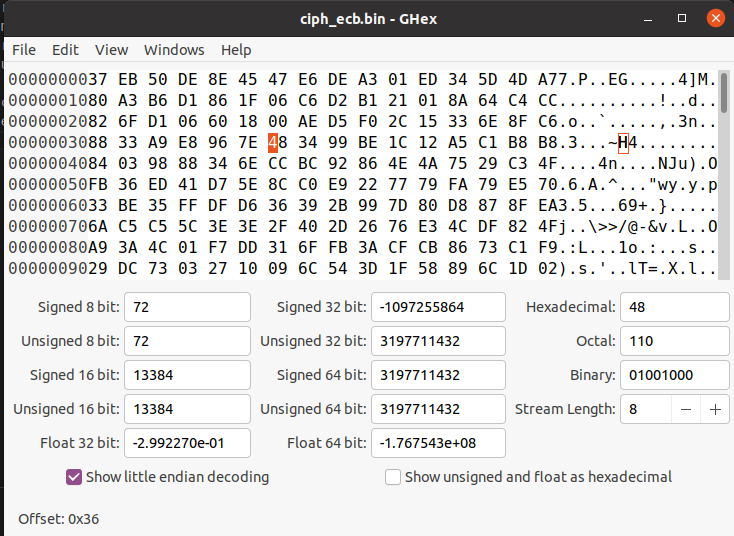 ciph_ecb.bin - GHex
File Edit View Windows Help
0000000037 EB 50 DE 8E 45 47 E6 DE A3 01 ED 34 5D 4D A77.P..EG.....4]M.
0000001080 A3 B6 D1 86 1F 06 C6 D2 B1 21 01 8A 64 C4 CC..........!..d..
0000002082 6F D1 06 60 18 00 AE D5 F0 2C 15 33 6E 8F C6.o..`.....,.3n..
0000003088 33 A9 E8 96 7E 48 34 99 BE 1C 12 A5 C1 B8 B8.3...~H4........
0000004084 03 98 88 34 6E CC BC 92 86 4E 4A 75 29 C3 4F....4n....NJu).O
00000050FB 36 ED 41 D7 5E 8C C0 E9 22 77 79 FA 79 E5 70.6.A.^..."wy.y.p
0000006033 BE 35 FF DF D6 36 39 2B 99 7D 80 D8 87 8F EA3.5...69+.}.....
000000706A C5 C5 5C 3E 3E 2F 40 2D 26 76 E3 4C DF 82 4Fj..\>>/@-&v.L..O
00000080A9 3A 4C 01 F7 DD 31 6F FB 3A CF CB 86 73 C1 F9.:L...1o.:...s..
0000009029 DC 73 03 27 10 09 6C 54 3D 1F 58 89 6C 1D 02).s.'..lT=.X.l..
Signed 8 bit: 72 Signed 32 bit: -1097255864 Hexadecimal: 48
Unsigned 8 bit: 72 Unsigned 32 bit: 3197711432 Octal: 110
Signed 16 bit: 13384 Signed 64 bit: 3197711432 Binary: 01001000
Unsigned 16 bit: 13384 Unsigned 64 bit: 3197711432 Stream Length: 8
Float 32 bit: -2.992270e-01 Float 64 bit: -1.767543e+08
Show little endian decoding Show unsigned and float as hexadecimal
Offset: 0x36